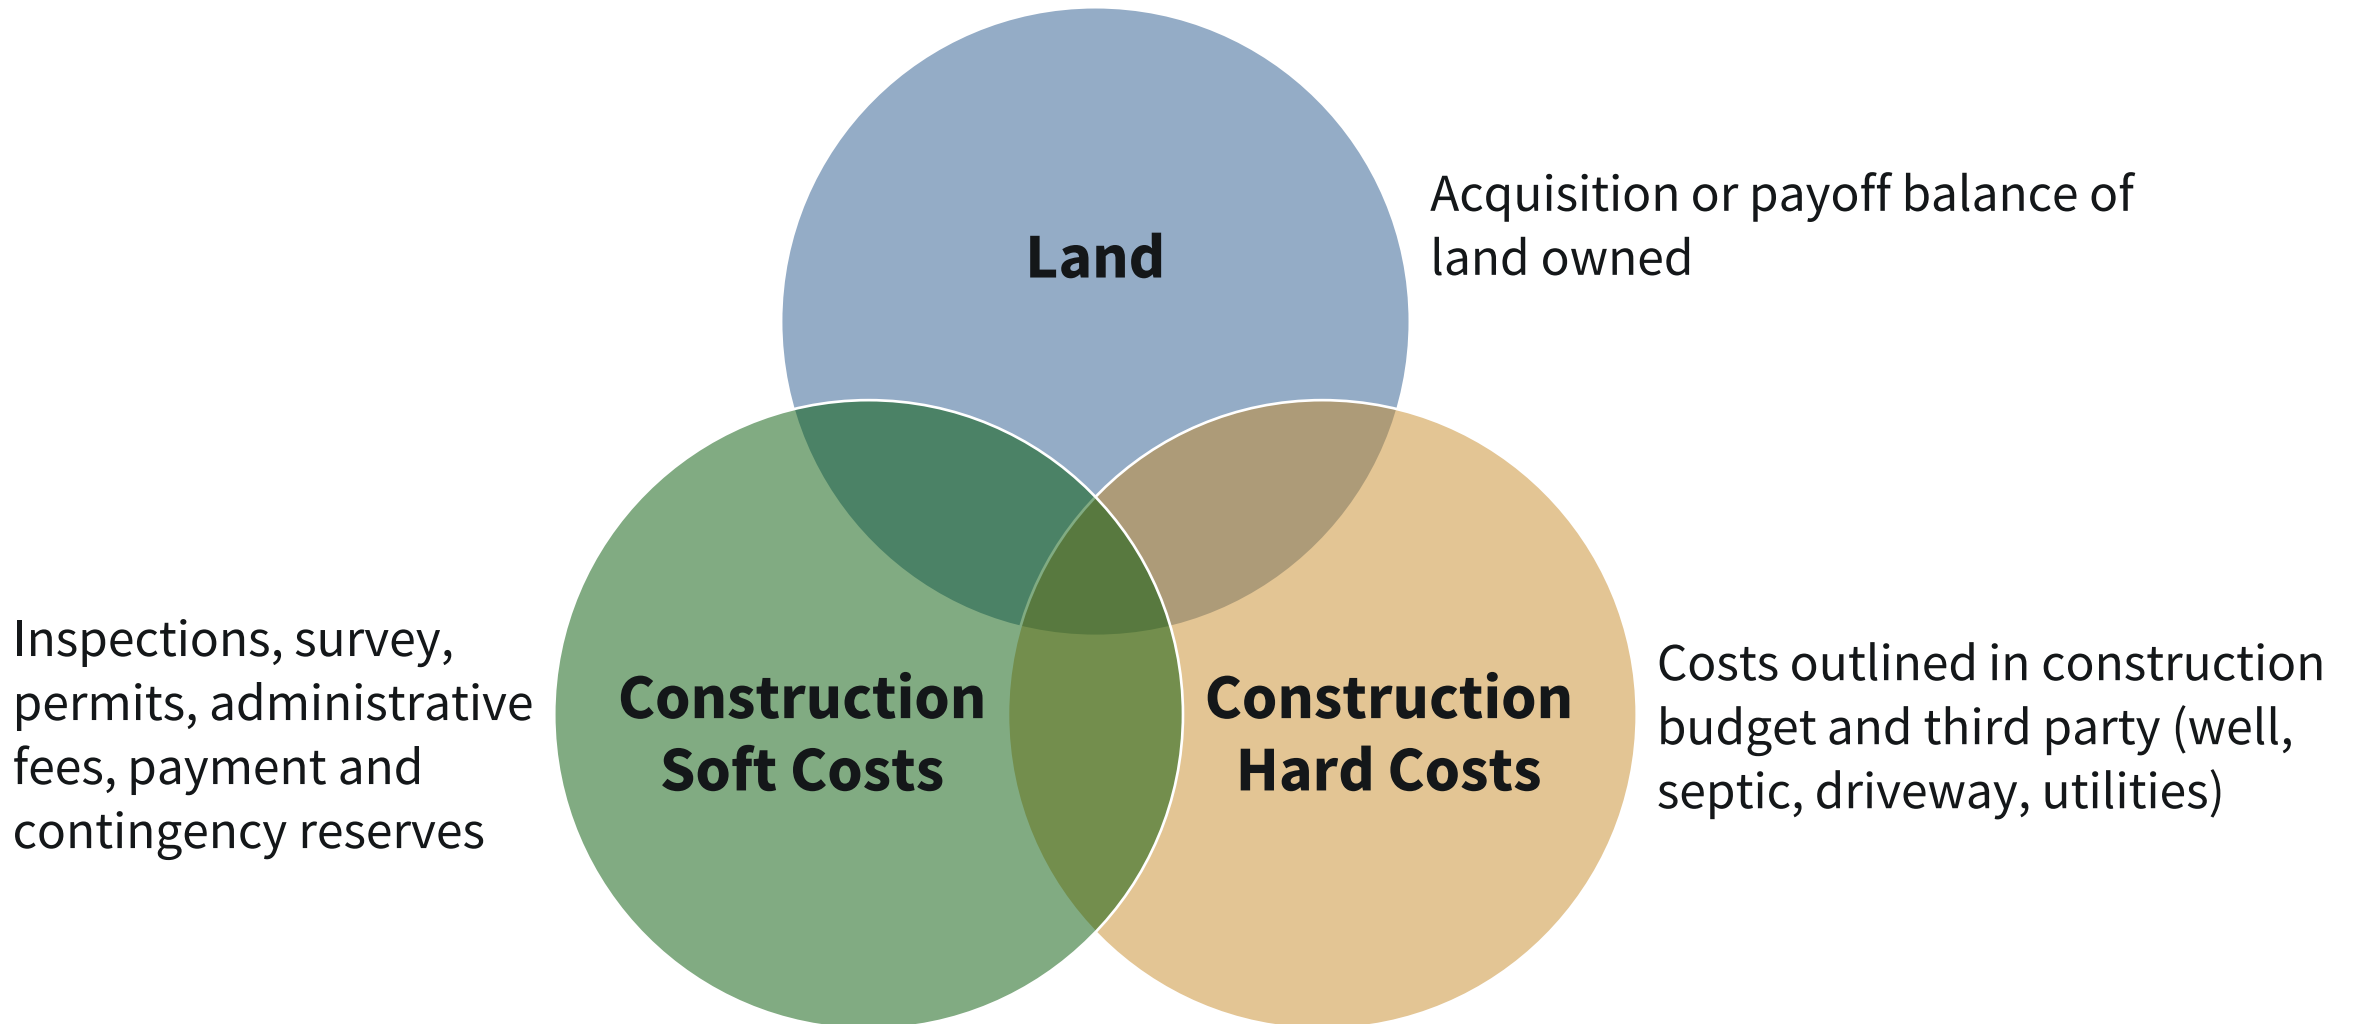 Land
Acquisition or payoff balance of
land owned
Inspections, survey,
permits, administrative
fees, payment and
contingency reserves
Construction
Soft Costs
Construction
Hard Costs
Costs outlined in construction
budget and third party (well,
septic, driveway, utilities)